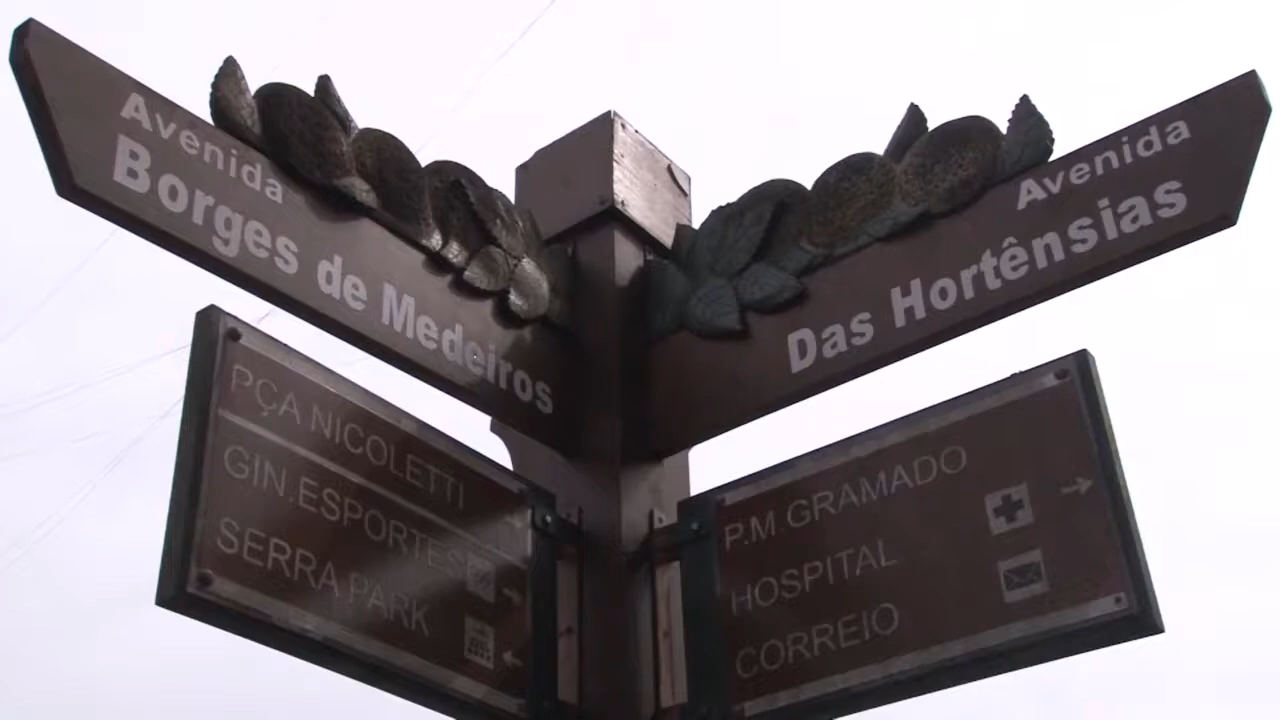 Avenida
Borges de Medeiros
Avenida
Das Hortênsias
PÇA NICOLETTI
GIN.ESPORTES
SERRA PARK
P.M GRAMADO
HOSPITAL
CORREIO